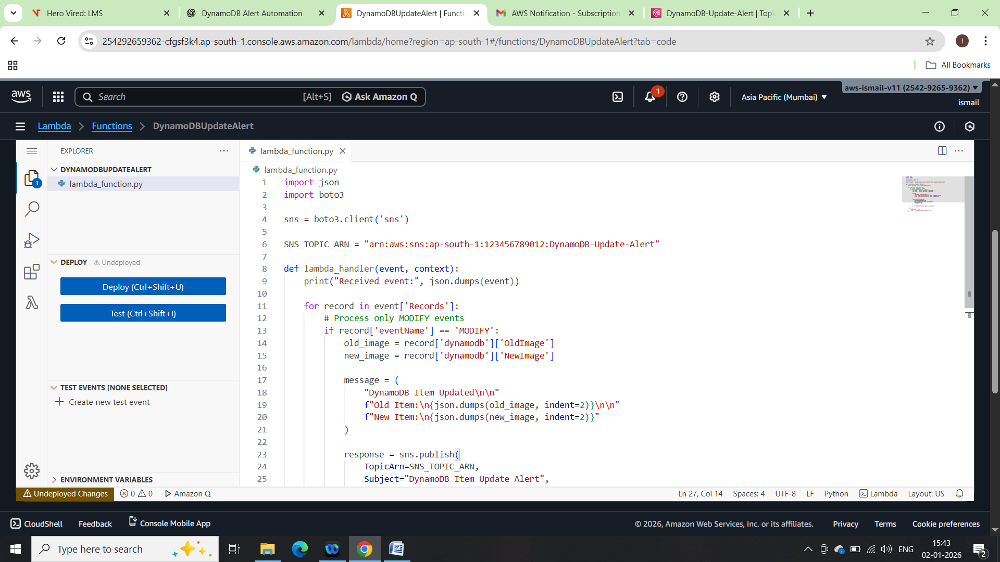 Hero Vired: LMS
DynamoDB Alert Automation
DynamoDBUpdateAlert | Functi
AWS Notification - Subscription
DynamoDB-Update-Alert | Topi
254292659362-cfgsf3k4.ap-south-1.console.aws.amazon.com/lambda/home?region=ap-south-1#/functions/DynamoDBUpdateAlert?tab=code
I
All Bookmarks
aws
Search
[Alt+S]
Ask Amazon Q
1
Asia Pacific (Mumbai)
aws-ismail-v11 (2542-9265-9362)
ismail
Lambda
Functions
DynamoDBUpdateAlert
EXPLORER
DYNAMODBUPDATEALERT
1
lambda_function.py
DEPLOY
Undeployed
Deploy (Ctrl+Shift+U)
Test (Ctrl+Shift+I)
TEST EVENTS [NONE SELECTED]
Create new test event
ENVIRONMENT VARIABLES
lambda_function.py
lambda_function.py
1 import json
2 import boto3
3
4 sns = boto3.client('sns')
5
6 SNS_TOPIC_ARN = "arn:aws:sns:ap-south-1:123456789012:DynamoDB-Update-Alert"
7
8 def lambda_handler(event, context):
9 print("Received event:", json.dumps(event))
10
11 for record in event['Records']:
12 # Process only MODIFY events
13 if record['eventName'] == 'MODIFY':
14 old_image = record['dynamodb']['OldImage']
15 new_image = record['dynamodb']['NewImage']
16
17 message = (
18 "DynamoDB Item Updated\n\n"
19 f"Old Item:\n{json.dumps(old_image, indent=2)}\n\n"
20 f"New Item:\n{json.dumps(new_image, indent=2)}"
21 )
22
23 response = sns.publish(
24 TopicArn=SNS_TOPIC_ARN,
25 Subject="DynamoDB Item Update Alert",
Undeployed Changes
0
0
Amazon Q
Ln 27, Col 14
Spaces: 4
UTF-8
LF
Python
Lambda
Layout: US
CloudShell
Feedback
Console Mobile App
© 2026, Amazon Web Services, Inc. or its affiliates.
Privacy
Terms
Cookie preferences
Type here to search
ENG
15:43
02-01-2026
2